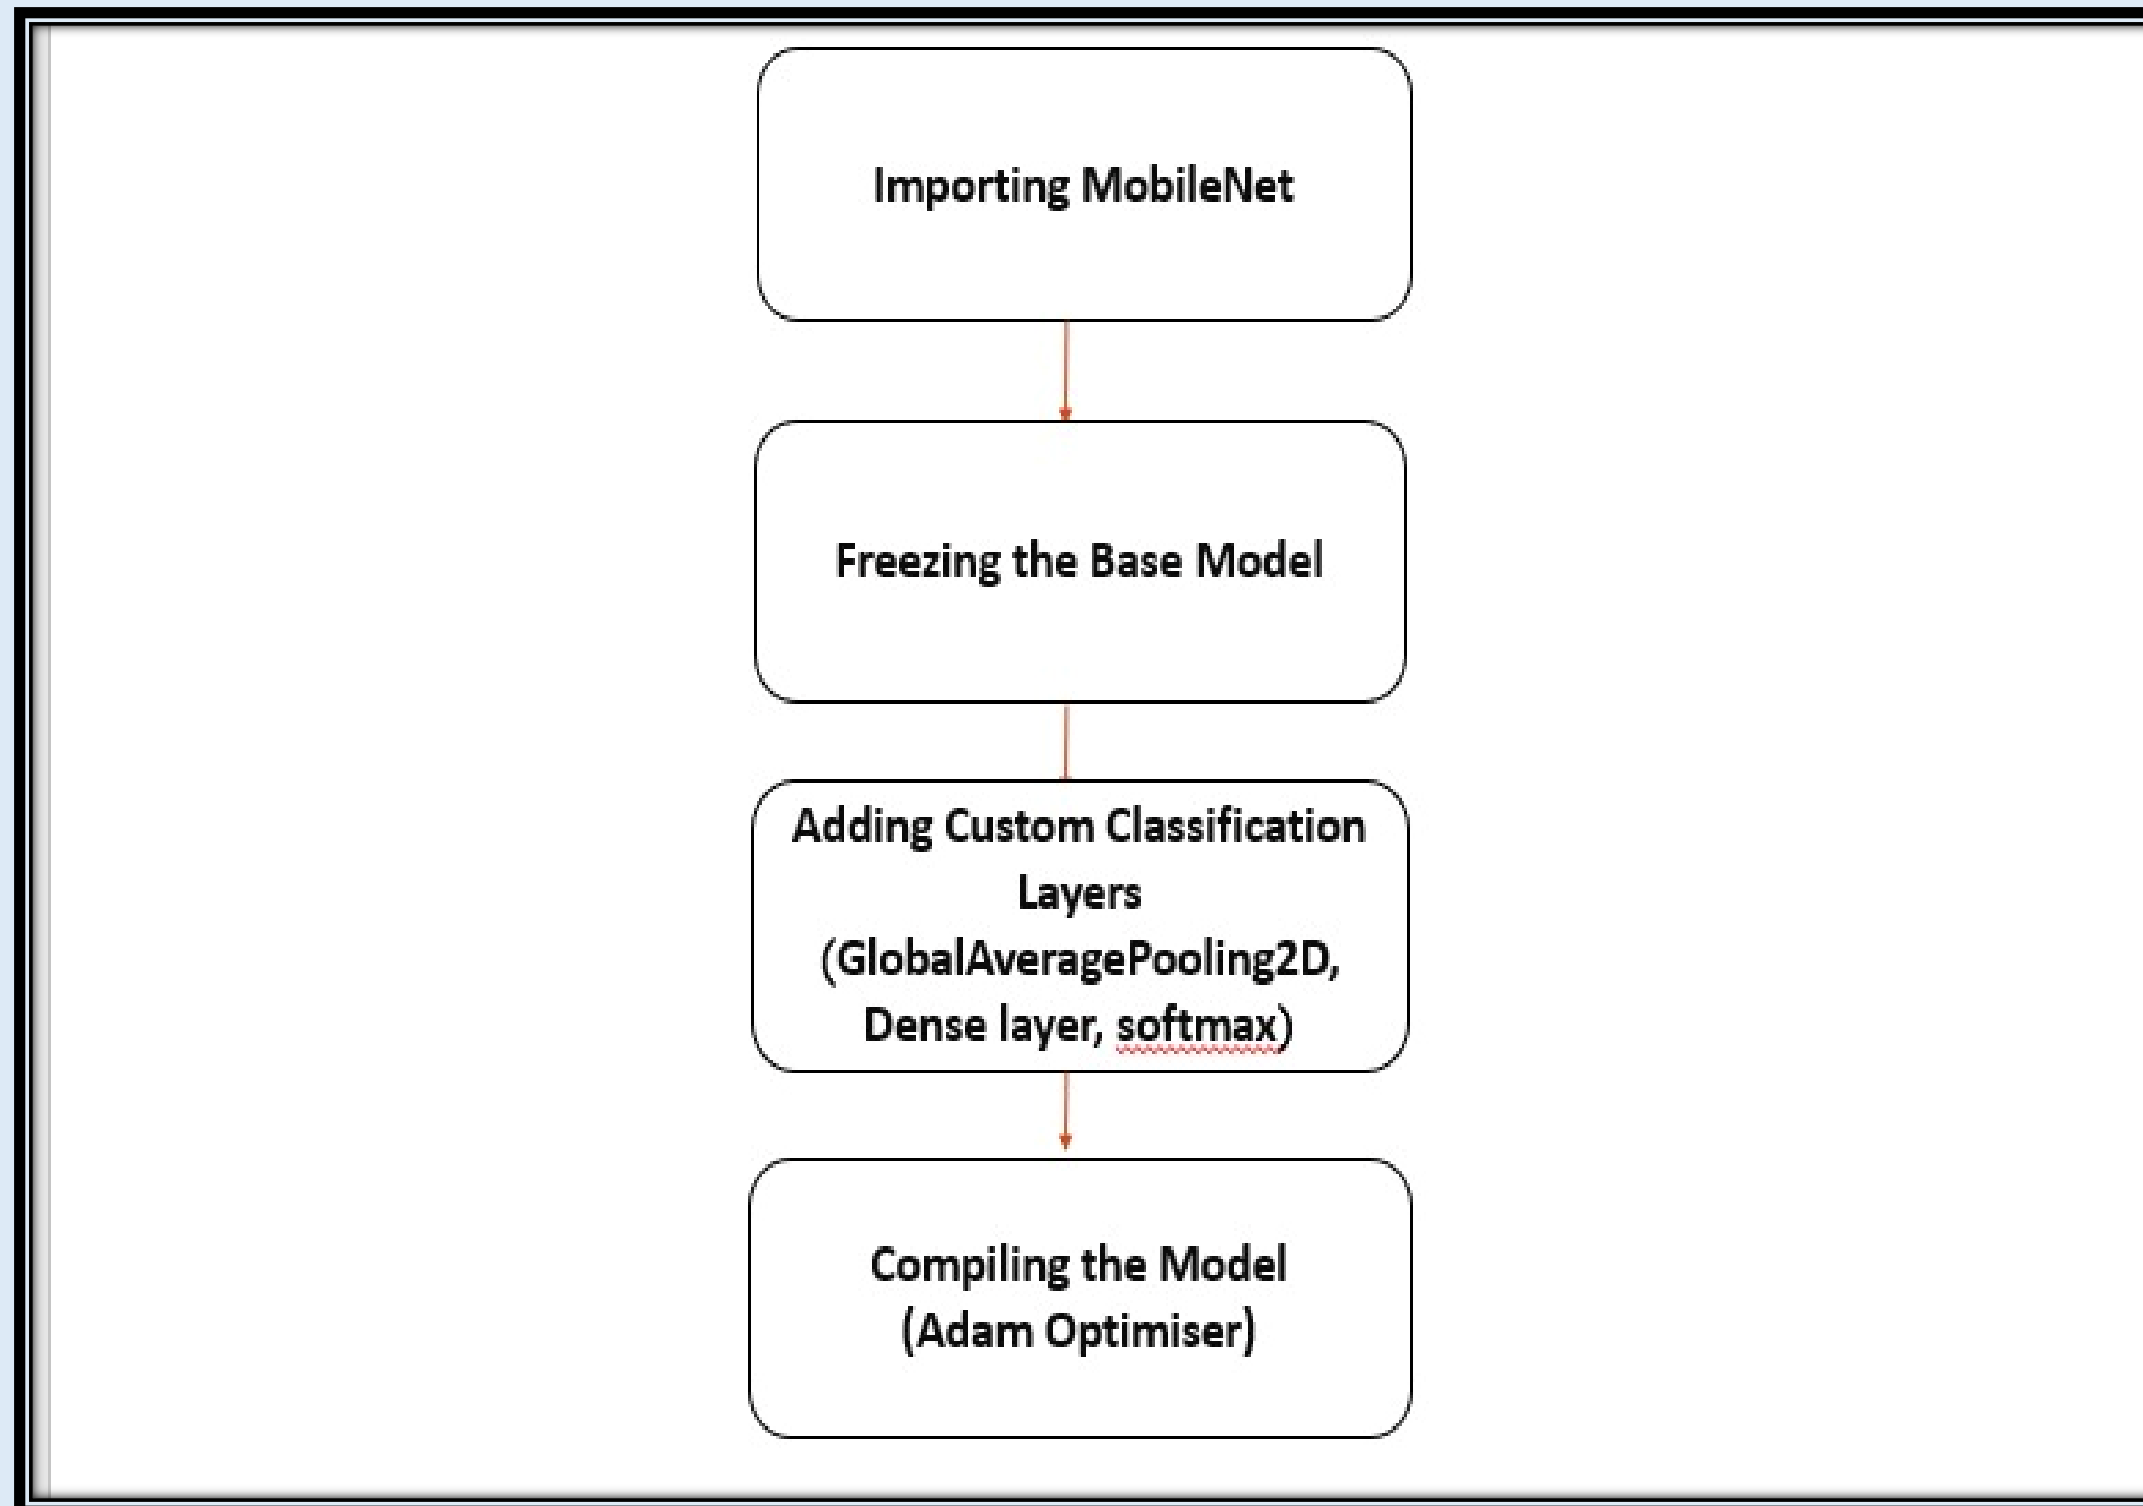 Importing MobileNet
Freezing the Base Model
Adding Custom Classification
Layers
(GlobalAveragePooling2D,
Dense layer, softmax)
Compiling the Model
(Adam Optimiser)